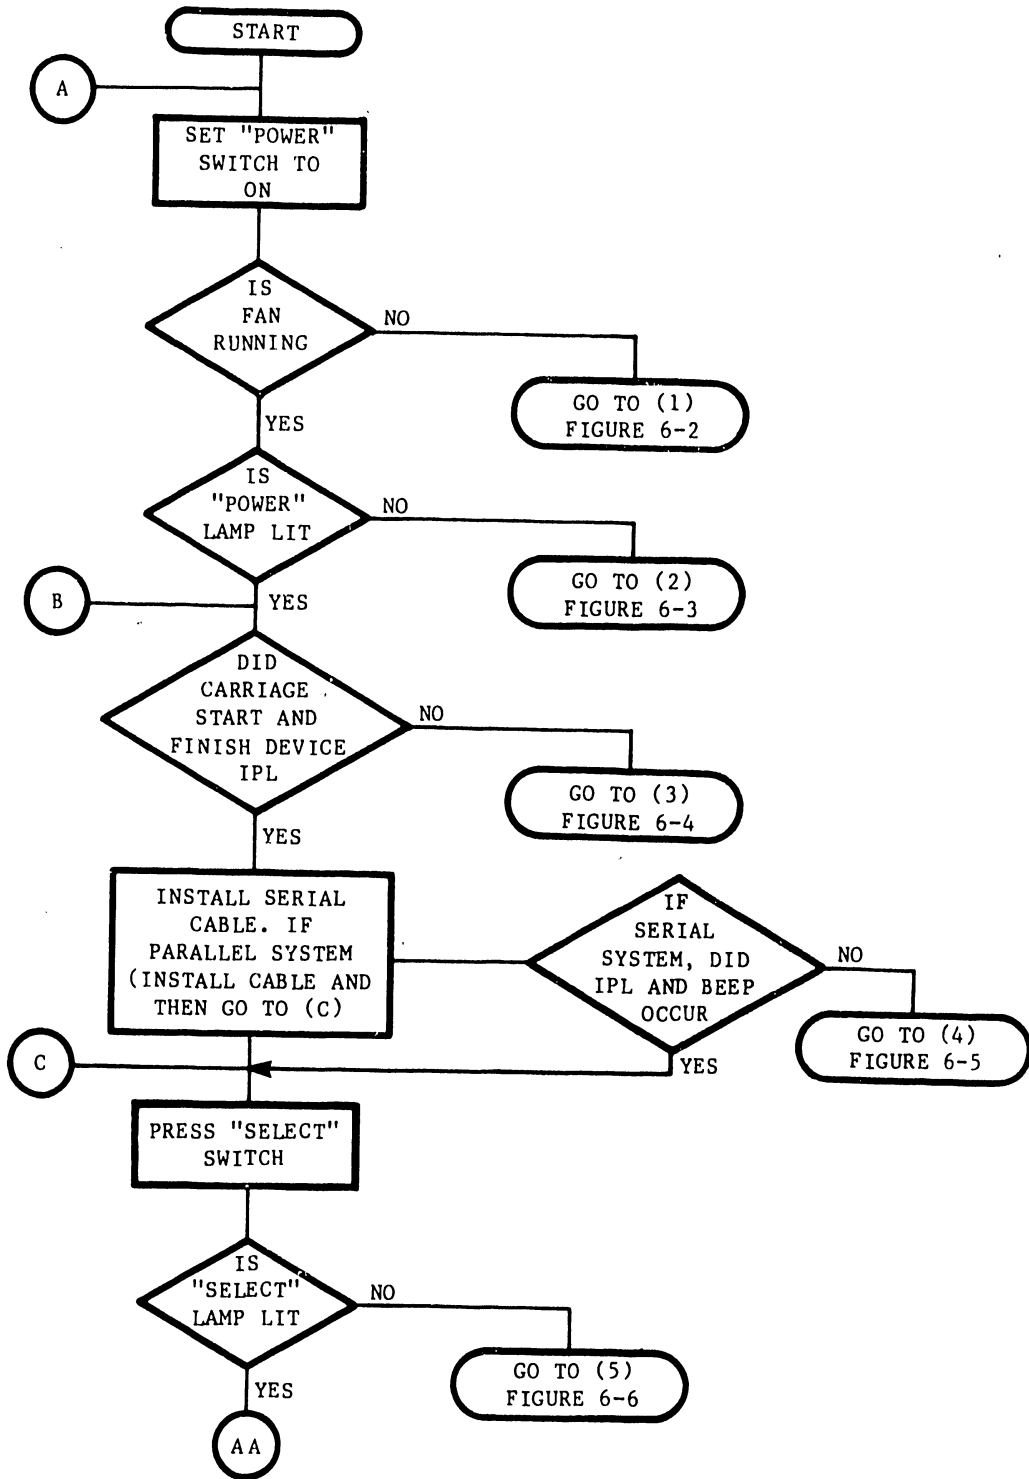 START
A
SET "POWER"
SWITCH TO
ON
IS
FAN
RUNNING
NO
GO TO (1)
FIGURE 6-2
YES
IS
"POWER"
LAMP LIT
NO
GO TO (2)
FIGURE 6-3
B
YES
DID
CARRIAGE
START AND
FINISH DEVICE
IPL
NO
GO TO (3)
FIGURE 6-4
YES
INSTALL SERIAL
CABLE. IF
PARALLEL SYSTEM
(INSTALL CABLE AND
THEN GO TO (C)
IF
SERIAL
SYSTEM, DID
IPL AND BEEP
OCCUR
NO
GO TO (4)
FIGURE 6-5
YES
C
PRESS "SELECT"
SWITCH
IS
"SELECT"
LAMP LIT
NO
GO TO (5)
FIGURE 6-6
YES
AA